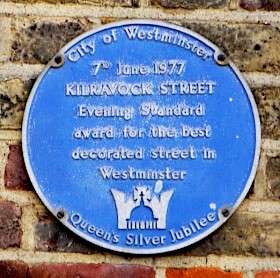 City of Westminster
7th June 1977
KILRAVOCK STREET
Evening Standard
award for the best
decorated street in
Westminster
Queen's Silver Jubilee